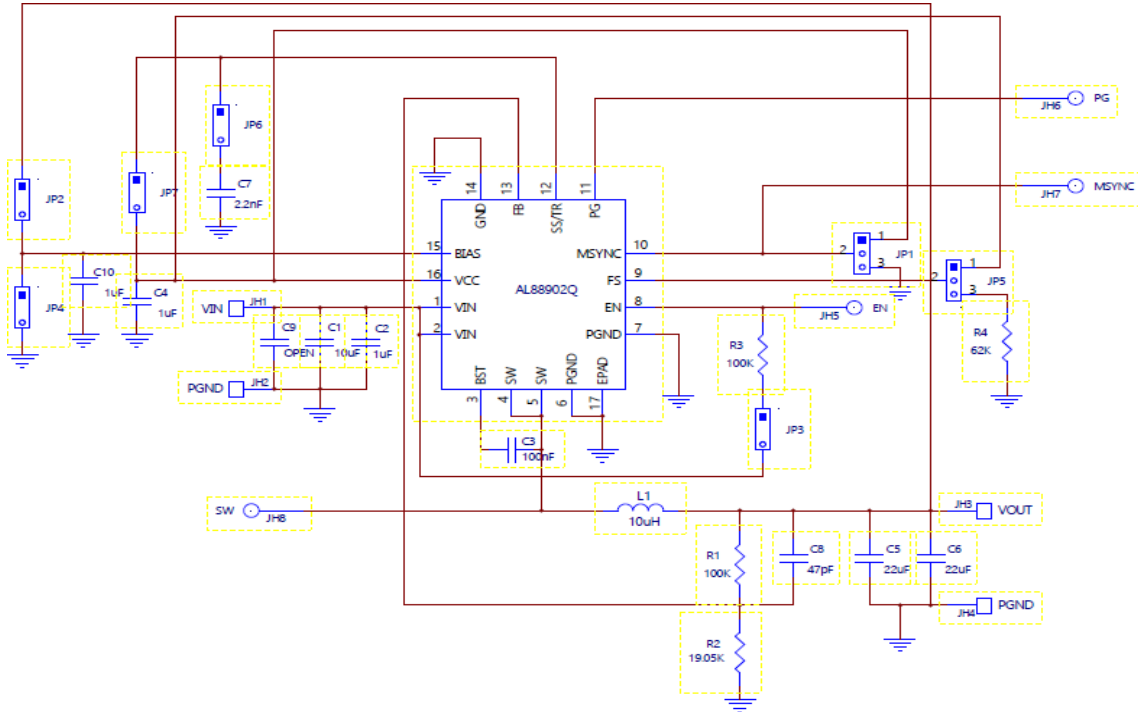 JH6 PG
JP6
C7
2.2nF
JP2
JP7
JH7 MSYNC
14 13 12 11
GND FB SS/TR PG
15 BIAS MSYNC 10
16 VCC FS 9
AL88902Q
1 VIN EN 8
2 VIN PGND 7
BST SW SW PGND EPAD
3 4 5 6 17
2 1 3
JP1
2 1 3
JP5
C10
1uF
C4
1uF
JP4
VIN JH1
C9
OPEN
C1
10uF
C2
1uF
PGND JH2
JH5 EN
R3
100K
R4
62K
JP3
C3
100nF
SW JH8
L1
10uH
JH3 VOUT
R1
100K
C8
47pF
C5
22uF
C6
22uF
JH4 PGND
R2
19.05K